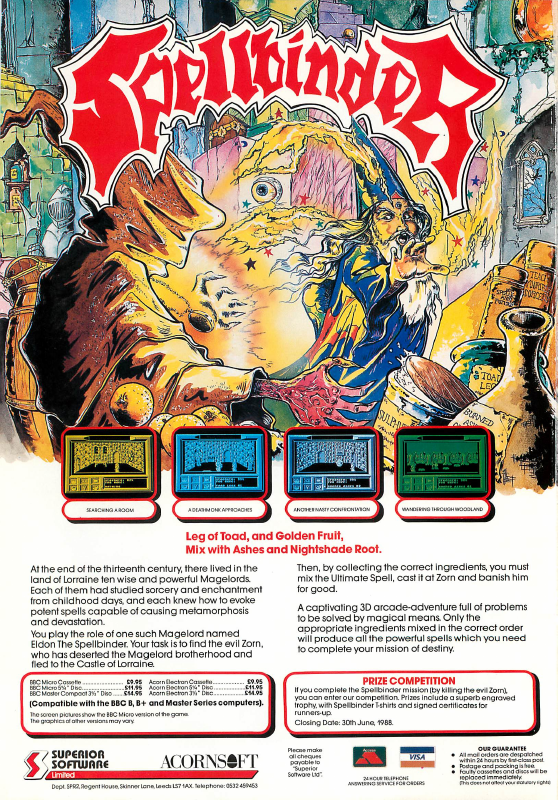 SpellbindeR
TOAD
LEG
SULPHUR
BURNED
SEARCHING A ROOM
A DEATHMONK APPROACHES
ANOTHER NASTY CONFRONTATION
WANDERING THROUGH WOODLAND
Leg of Toad, and Golden Fruit,
Mix with Ashes and Nightshade Root.
At the end of the thirteenth century, there lived in the
land of Lorraine ten wise and powerful Magelords.
Each of them had studied sorcery and enchantment
from childhood days, and each knew how to evoke
potent spells capable of causing metamorphosis
and devastation.
You play the role of one such Magelord named
Eldon The Spellbinder. Your task is to find the evil Zorn,
who has deserted the Magelord brotherhood and
fled to the Castle of Lorraine.
Then, by collecting the correct ingredients, you must
mix the Ultimate Spell, cast it at Zorn and banish him
for good.
A captivating 3D arcade-adventure full of problems
to be solved by magical means. Only the
appropriate ingredients mixed in the correct order
will produce all the powerful spells which you need
to complete your mission of destiny.
BBC Micro Cassette .................. £9.95 Acorn Electron Cassette .............. £9.95
BBC Micro 5¼" Disc .................. £11.95 Acorn Electron 5¼" Disc .............. £11.95
BBC Master Compact 3½" Disc ...... £14.95 Acorn Electron 3½" Disc .............. £14.95
(Compatible with the BBC B, B+ and Master Series computers).
The screen pictures show the BBC Micro version of the game.
The graphics of other versions may vary.
PRIZE COMPETITION
If you complete the Spellbinder mission (by killing the evil Zorn),
you can enter our competition. Prizes include a superb engraved
trophy, with Spellbinder T-shirts and signed certificates for
runners-up.
Closing Date: 30th June, 1988.
SUPERIOR
SOFTWARE
Limited
ACORNSOFT
Dept. SPR2, Regent House, Skinner Lane, Leeds LS7 1AX. Telephone: 0532 459453
Please make
all cheques
payable to
"Superior
Software Ltd".
Access
VISA
24 HOUR TELEPHONE
ANSWERING SERVICE FOR ORDERS
OUR GUARANTEE
● All mail orders are despatched
within 24 hours by first-class post.
● Postage and packing is free.
● Faulty cassettes and discs will be
replaced immediately.
(This does not affect your statutory rights)